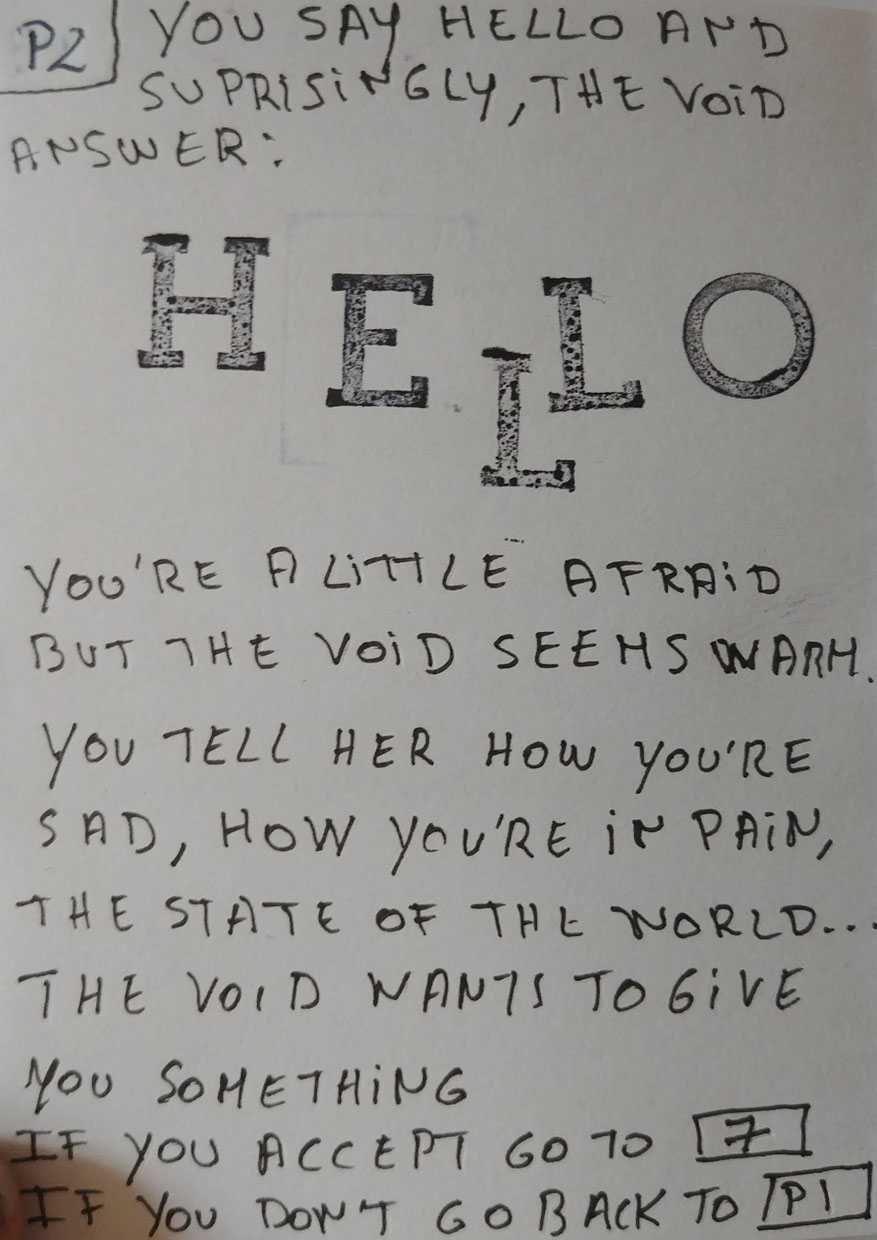 P2 YOU SAY HELLO AND
SUPRISINGLY, THE VOID
ANSWER:
HELLO
YOU'RE A LITTLE AFRAID
BUT THE VOID SEEMS WARM.
YOU TELL HER HOW YOU'RE
SAD, HOW YOU'RE IN PAIN,
THE STATE OF THE WORLD...
THE VOID WANTS TO GIVE
YOU SOMETHING
IF YOU ACCEPT GO TO 7
IF YOU DON'T GO BACK TO P1